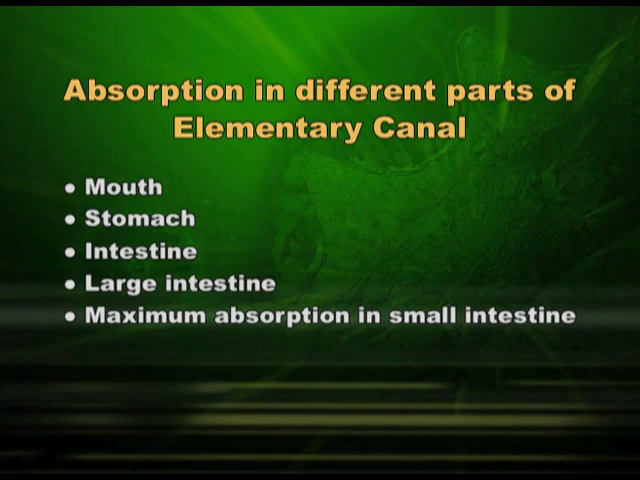 Absorption in different parts of
Elementary Canal
● Mouth
● Stomach
● Intestine
● Large intestine
● Maximum absorption in small intestine